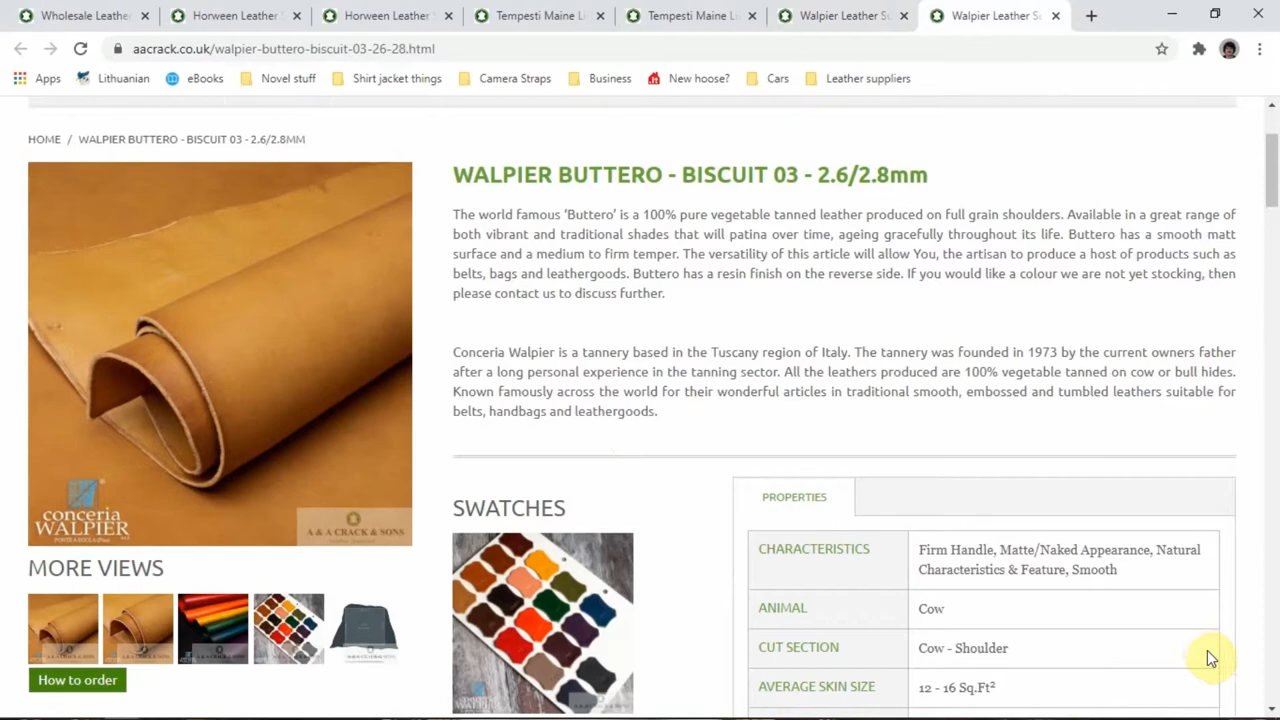 Wholesale Leather
Horween Leather S
Horween Leather S
Tempesti Maine Li
Tempesti Maine Li
Walpier Leather Su
Walpier Leather Su
aacrack.co.uk/walpier-buttero-biscuit-03-26-28.html
Apps
Lithuanian
eBooks
Novel stuff
Shirt jacket things
Camera Straps
Business
New hoose?
Cars
Leather suppliers
HOME / WALPIER BUTTERO - BISCUIT 03 - 2.6/2.8MM
WALPIER BUTTERO - BISCUIT 03 - 2.6/2.8mm
The world famous ‘Buttero’ is a 100% pure vegetable tanned leather produced on full grain shoulders. Available in a great range of
both vibrant and traditional shades that will patina over time, ageing gracefully throughout its life. Buttero has a smooth matt
surface and a medium to firm temper. The versatility of this article will allow You, the artisan to produce a host of products such as
belts, bags and leathergoods. Buttero has a resin finish on the reverse side. If you would like a colour we are not yet stocking, then
please contact us to discuss further.
Conceria Walpier is a tannery based in the Tuscany region of Italy. The tannery was founded in 1973 by the current owners father
after a long personal experience in the tanning sector. All the leathers produced are 100% vegetable tanned on cow or bull hides.
Known famously across the world for their wonderful articles in traditional smooth, embossed and tumbled leathers suitable for
belts, handbags and leathergoods.
conceria
WALPIER
A & A CRACK & SONS
MORE VIEWS
How to order
SWATCHES
PROPERTIES
CHARACTERISTICS
Firm Handle, Matte/Naked Appearance, Natural
Characteristics & Feature, Smooth
ANIMAL
Cow
CUT SECTION
Cow - Shoulder
AVERAGE SKIN SIZE
12 - 16 Sq.Ft²